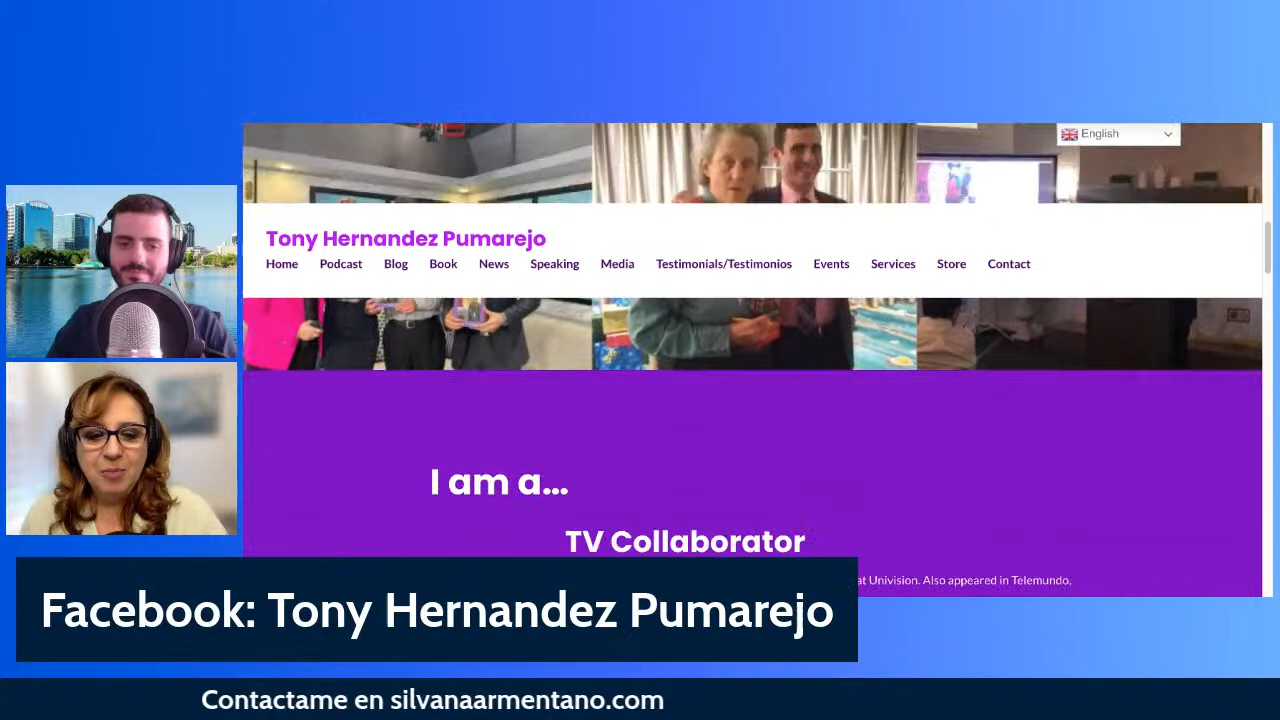 English
Tony Hernandez Pumarejo
Home Podcast Blog Book News Speaking Media Testimonials/Testimonios Events Services Store Contact
I am a...
TV Collaborator
at Univision. Also appeared in Telemundo,
Facebook: Tony Hernandez Pumarejo
Contactame en silvanaarmentano.com